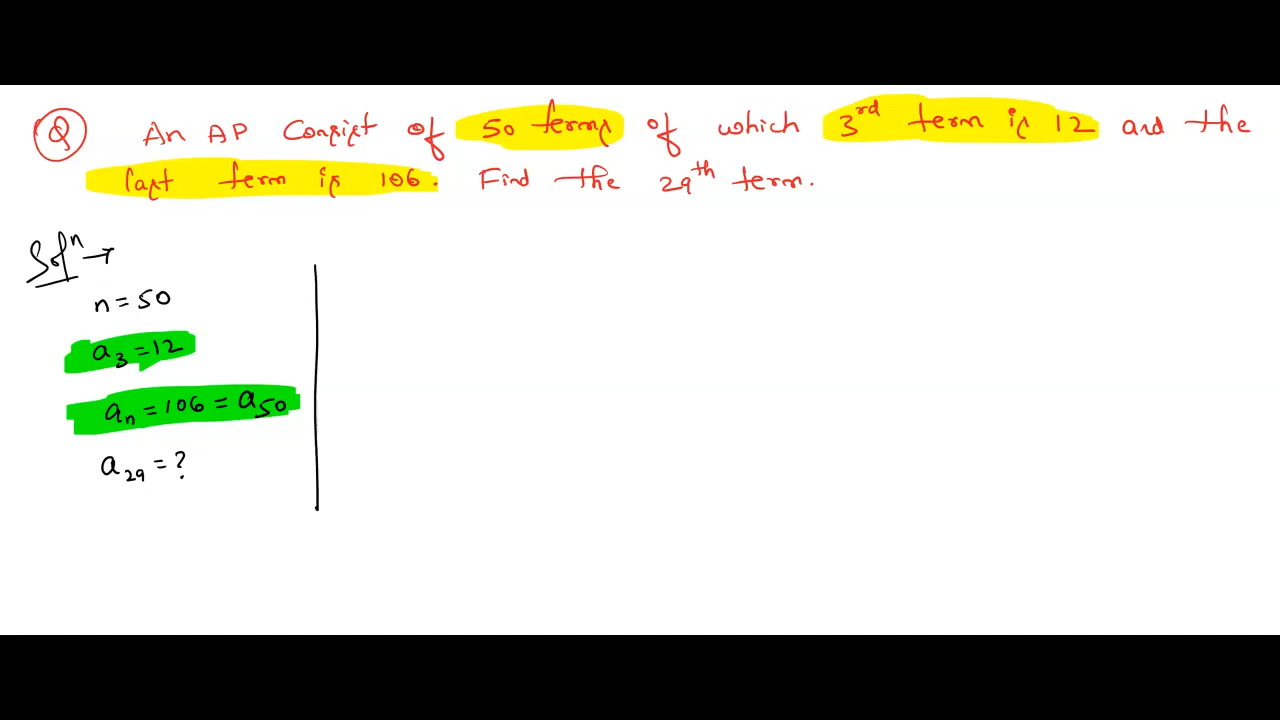 Q An AP Consist of 50 terms of which 3rd term is 12 and the
last term is 106. Find the 29th term.
Solⁿ →
n = 50
a₃ = 12
aₙ = 106 = a₅₀
a₂₉ = ?